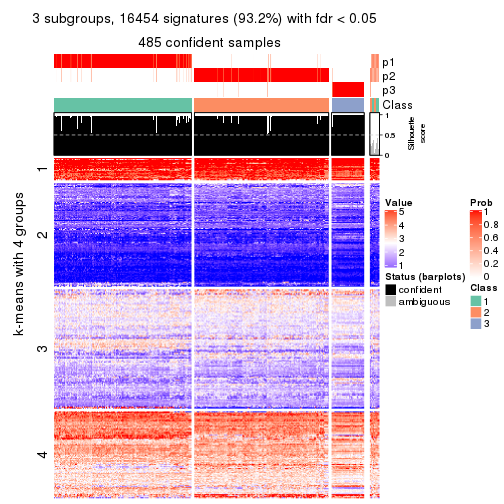 3 subgroups, 16454 signatures (93.2%) with fdr < 0.05
485 confident samples
p1
p2
p3
Class
1
0.5
0
Silhouette
score
k-means with 4 groups
1
2
3
4
Value
5
4
3
2
1
Status (barplots)
confident
ambiguous
Prob
1
0.8
0.6
0.4
0.2
0
Class
1
2
3